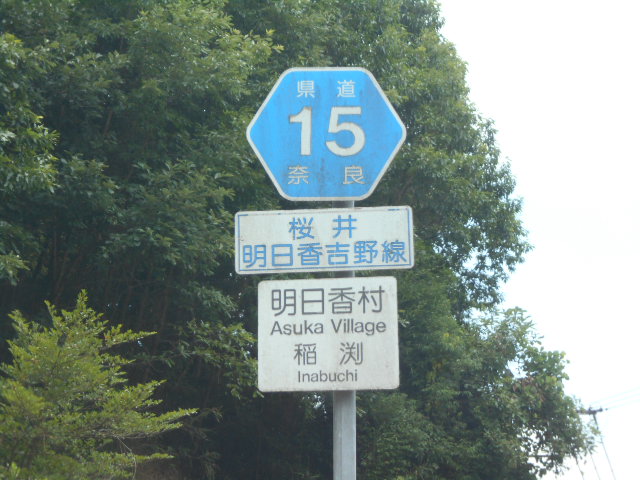 県道
15
奈良
桜井
明日香吉野線
明日香村
Asuka Village
稲渕
Inabuchi